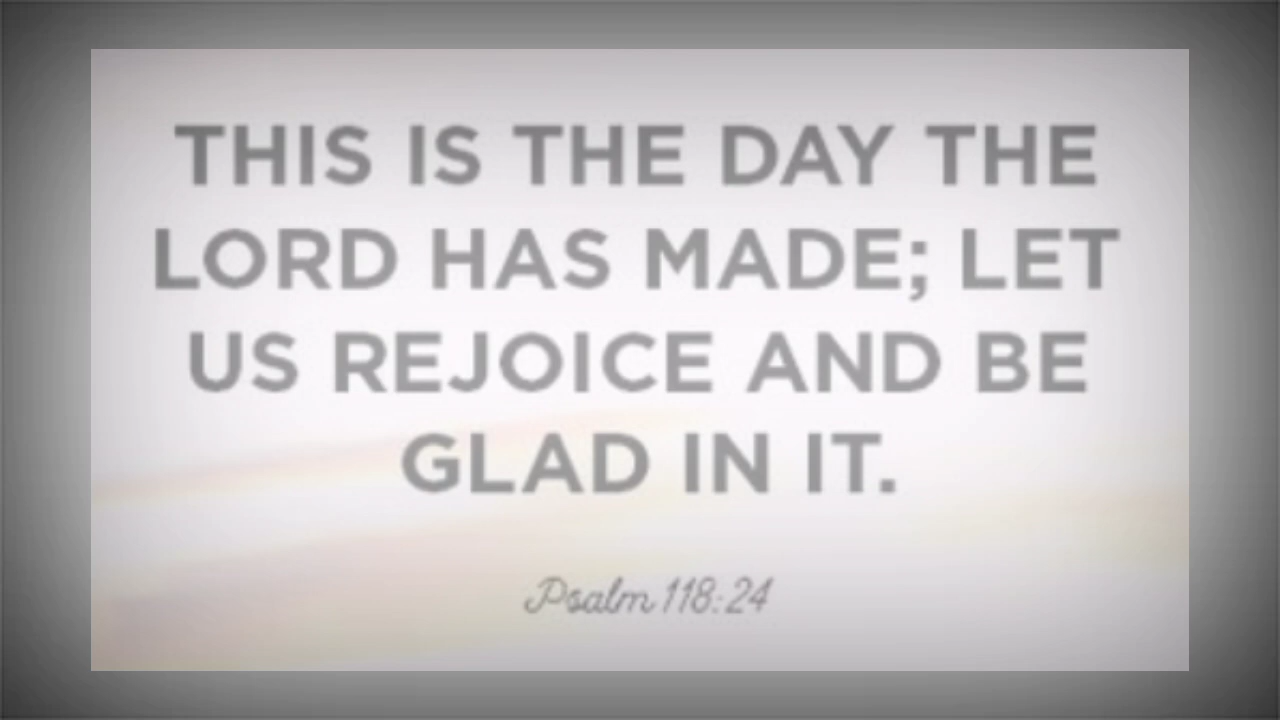 THIS IS THE DAY THE
LORD HAS MADE; LET
US REJOICE AND BE
GLAD IN IT.
Psalm 118:24